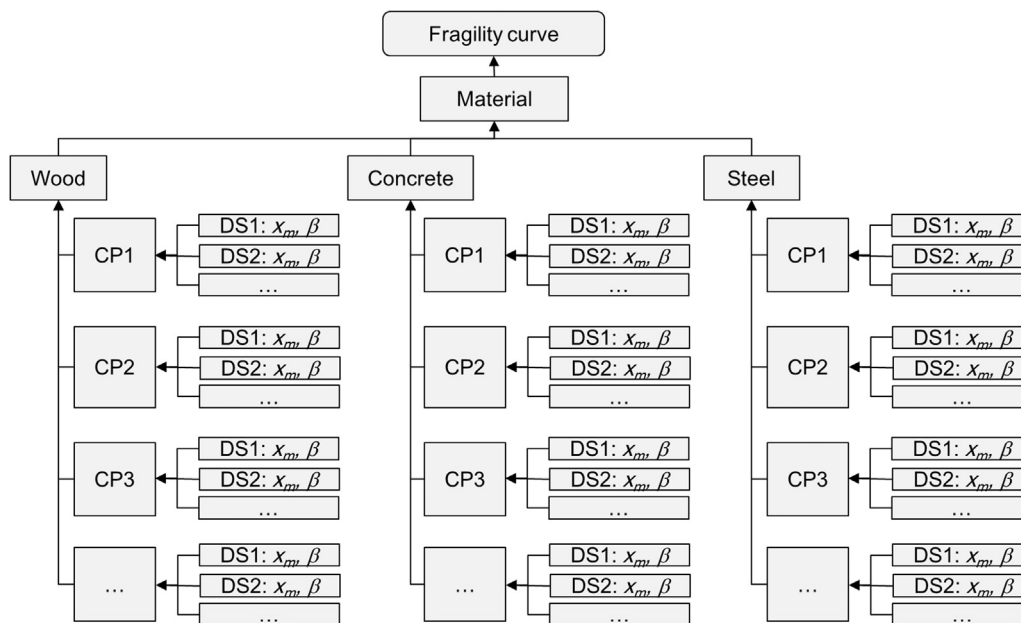 Fragility curve
Material
Wood
Concrete
Steel
CP1
DS1: xₘ, β
DS2: xₘ, β
…
CP2
DS1: xₘ, β
DS2: xₘ, β
…
CP3
DS1: xₘ, β
DS2: xₘ, β
…
…
DS1: xₘ, β
DS2: xₘ, β
…
CP1
DS1: xₘ, β
DS2: xₘ, β
…
CP2
DS1: xₘ, β
DS2: xₘ, β
…
CP3
DS1: xₘ, β
DS2: xₘ, β
…
…
DS1: xₘ, β
DS2: xₘ, β
…
CP1
DS1: xₘ, β
DS2: xₘ, β
…
CP2
DS1: xₘ, β
DS2: xₘ, β
…
CP3
DS1: xₘ, β
DS2: xₘ, β
…
…
DS1: xₘ, β
DS2: xₘ, β
…